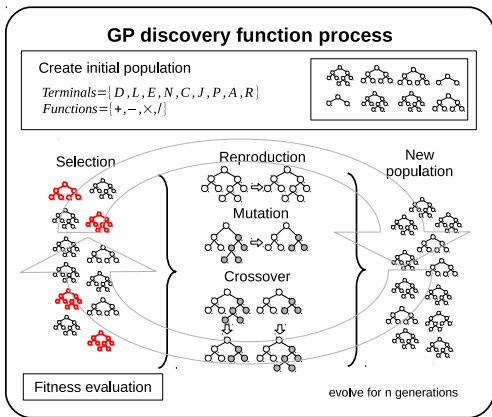 GP discovery function process
Create initial population
Terminals={D,L,E,N,C,J,P,A,R}
Functions={+,−,×,/}
Selection
Reproduction
New
population
Mutation
Crossover
Fitness evaluation
evolve for n generations